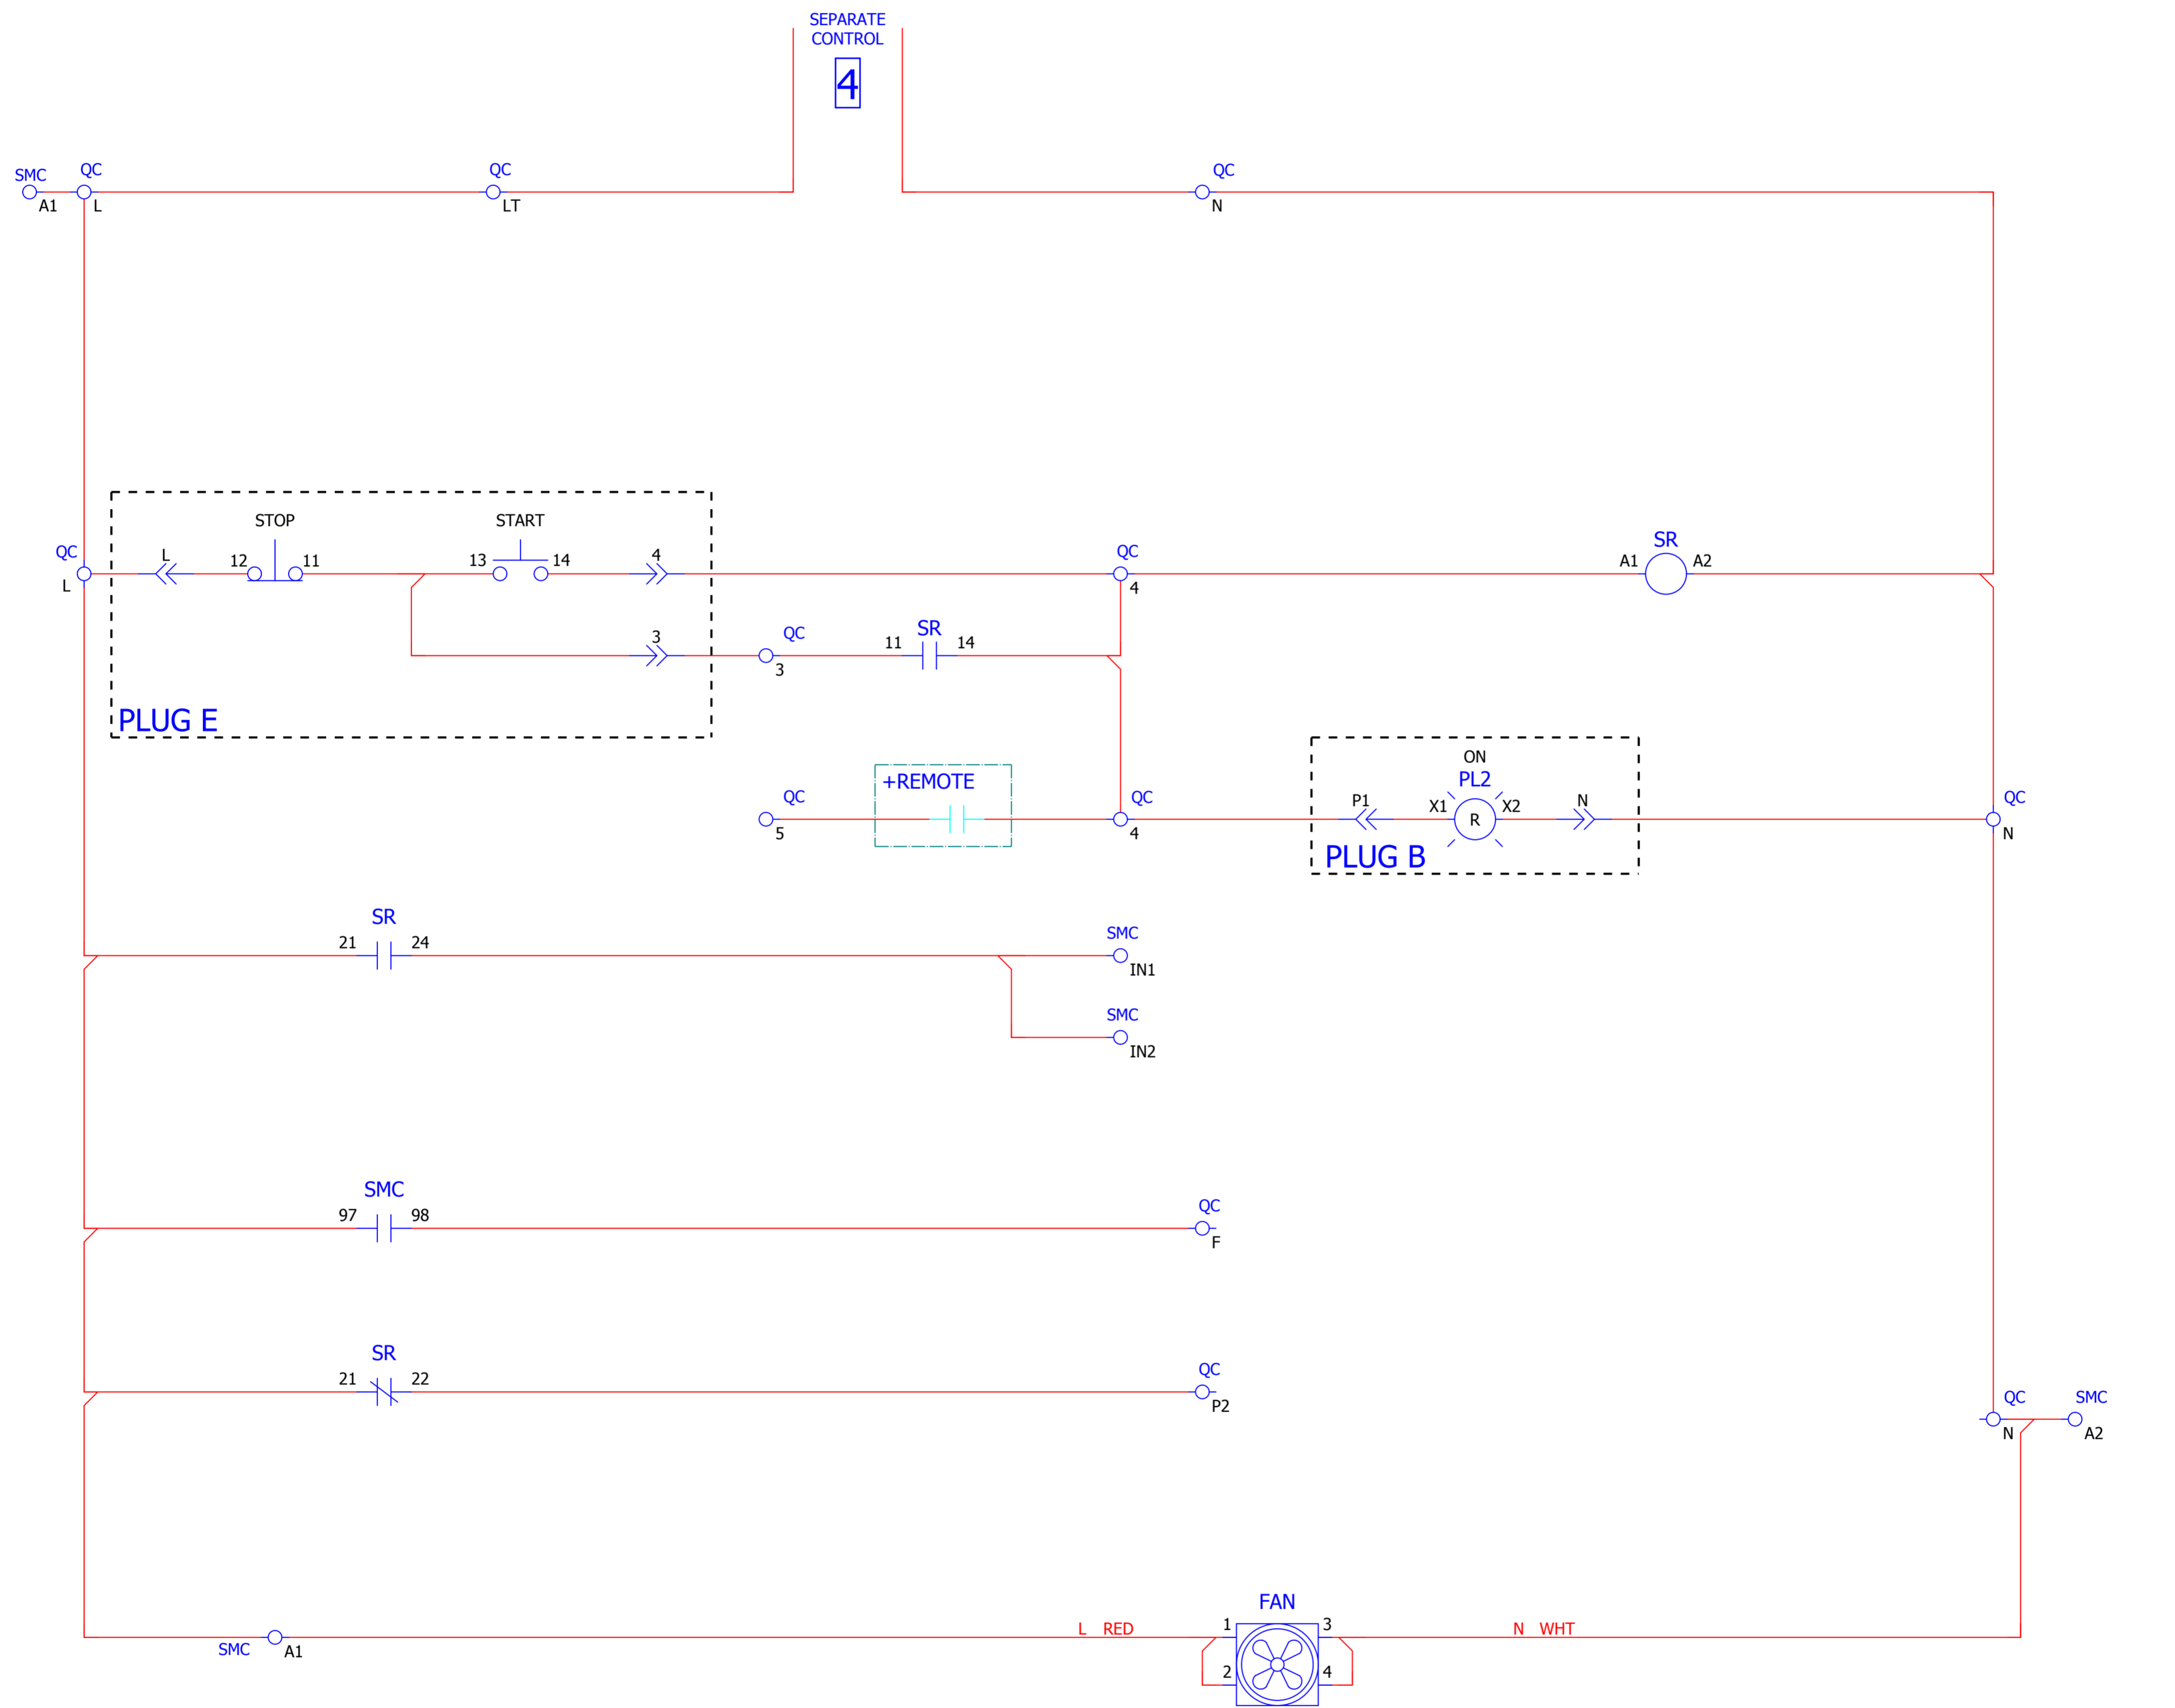 SEPARATE
CONTROL
4
SMC
A1
QC
L
QC
LT
QC
N
QC
L
L
STOP
12
11
START
13
14
4
QC
4
SR
A1
A2
3
QC
3
SR
11
14
PLUG E
QC
5
+REMOTE
QC
4
ON
PL2
P1
X1
R
X2
N
PLUG B
QC
N
SR
21
24
SMC
IN1
SMC
IN2
SMC
97
98
QC
F
SR
21
22
QC
P2
QC
N
SMC
A2
SMC
A1
L RED
FAN
1
3
2
4
N WHT